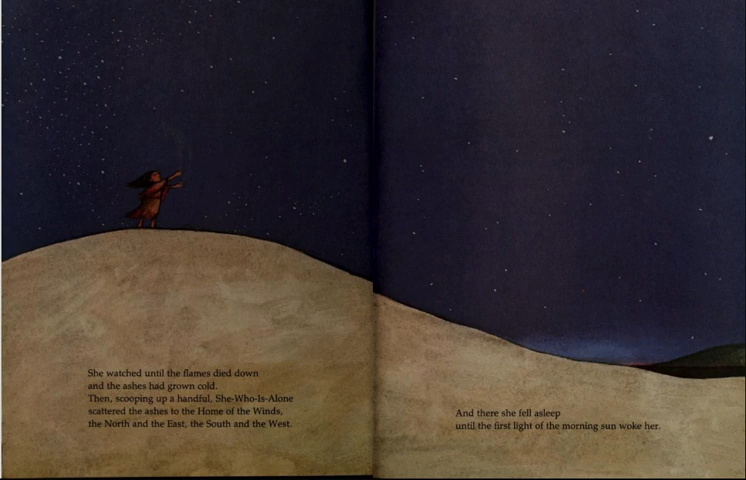 She watched until the flames died down
and the ashes had grown cold.
Then, scooping up a handful, She-Who-Is-Alone
scattered the ashes to the Home of the Winds,
the North and the East, the South and the West.
And there she fell asleep
until the first light of the morning sun woke her.